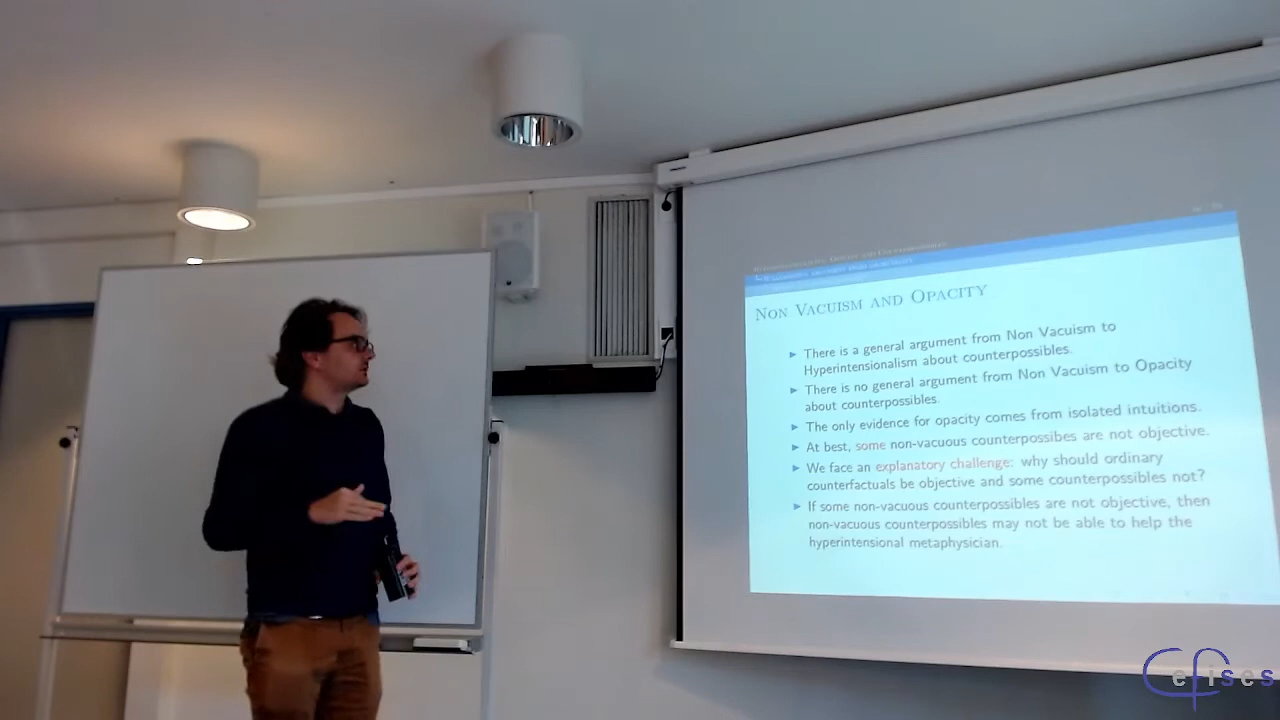 Non Vacuism and Opacity
There is a general argument from Non Vacuism to
Hyperintensionalism about counterpossibles.
There is no general argument from Non Vacuism to Opacity
about counterpossibles.
The only evidence for opacity comes from isolated intuitions.
At best, some non-vacuous counterpossibes are not objective.
We face an explanatory challenge: why should ordinary
counterfactuals be objective and some counterpossibles not?
If some non-vacuous counterpossibles are not objective, then
non-vacuous counterpossibles may not be able to help the
hyperintensional metaphysician.
Cefises